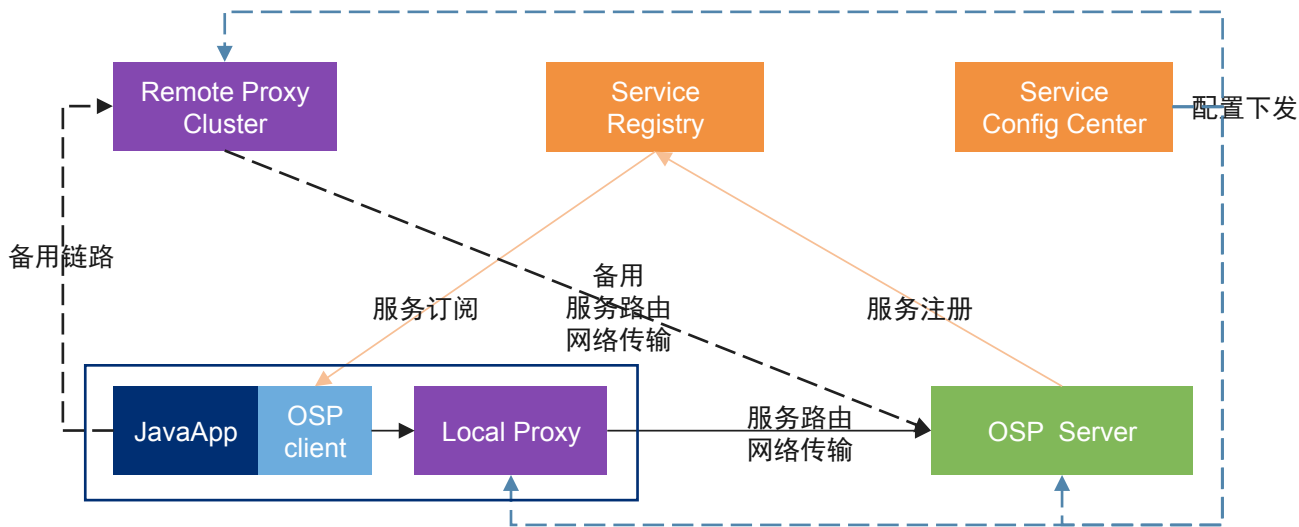 Remote Proxy
Cluster
Service
Registry
Service
Config Center
配置下发
备用链路
备用
服务路由
网络传输
服务订阅
服务注册
JavaApp
OSP
client
Local Proxy
服务路由
网络传输
OSP Server